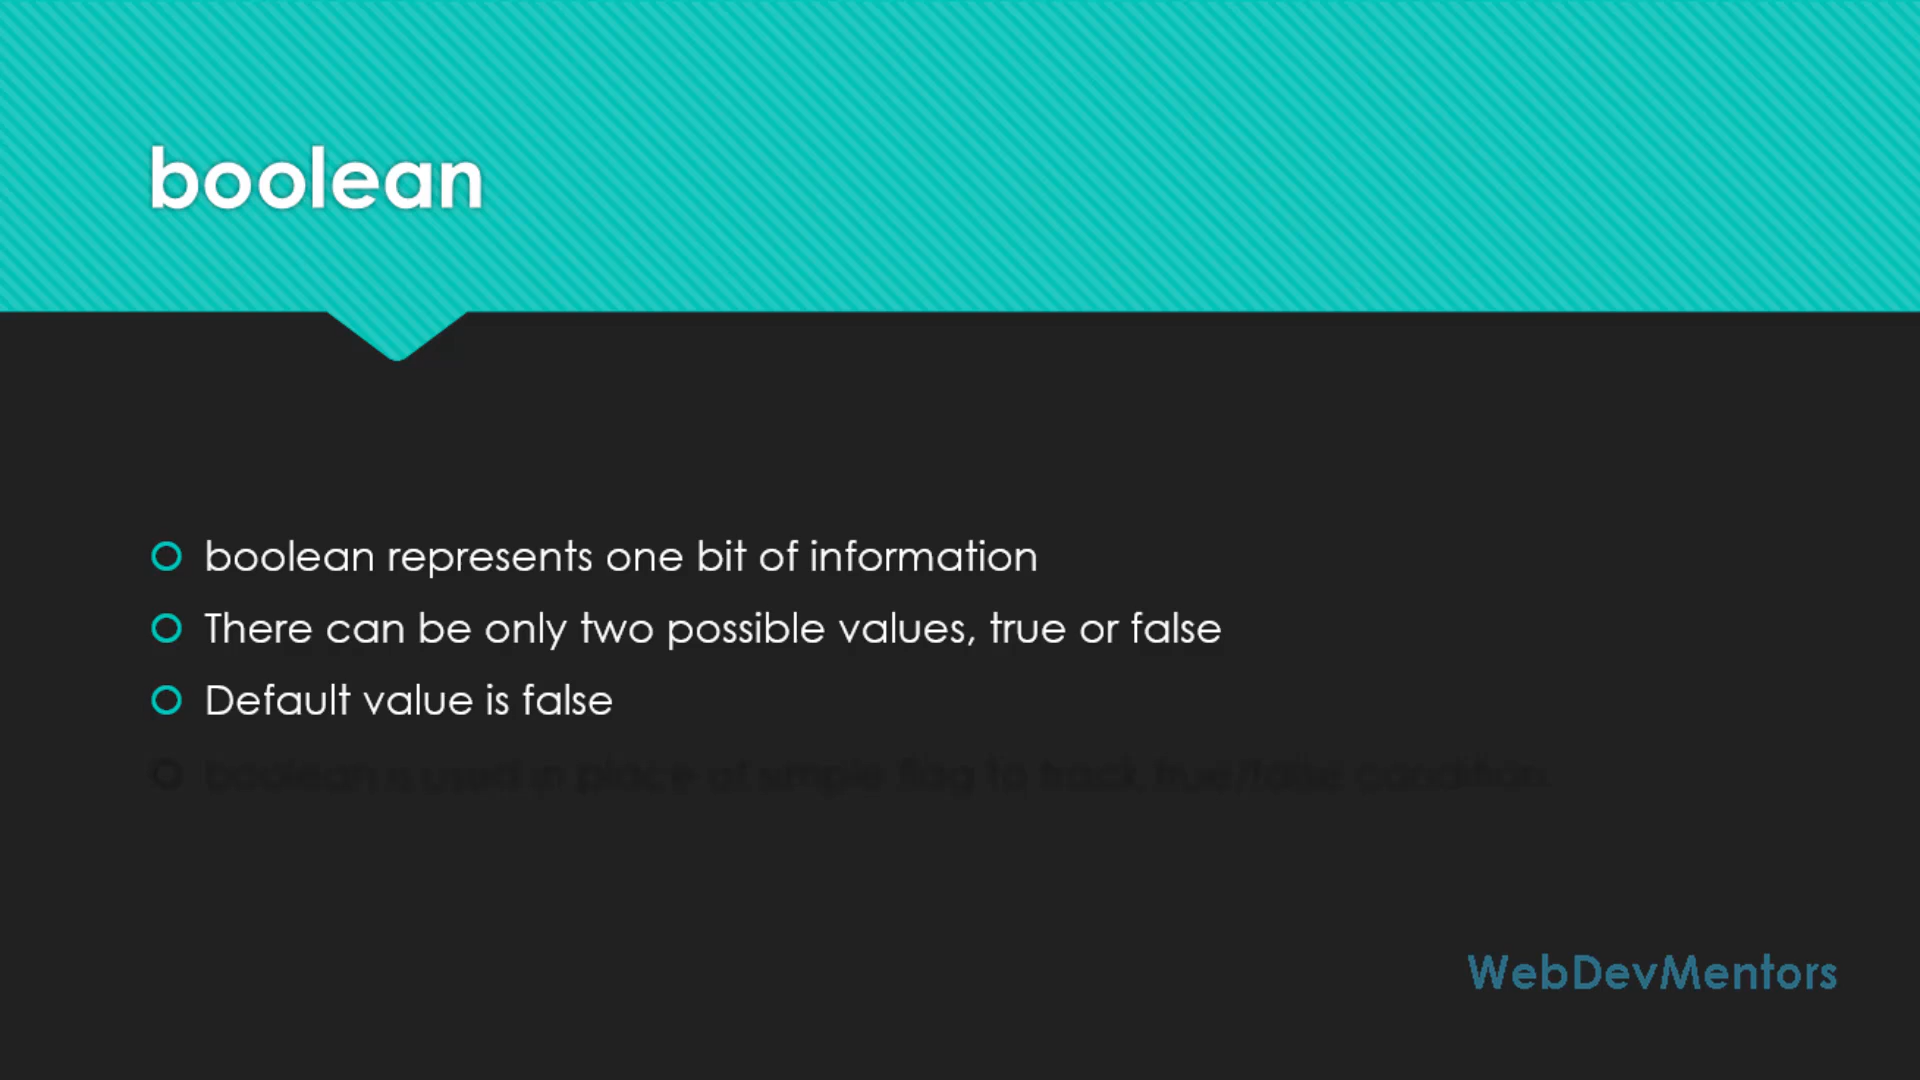 boolean
boolean represents one bit of information
There can be only two possible values, true or false
Default value is false
boolean is used in place of simple flag to track true/false condition
WebDevMentors